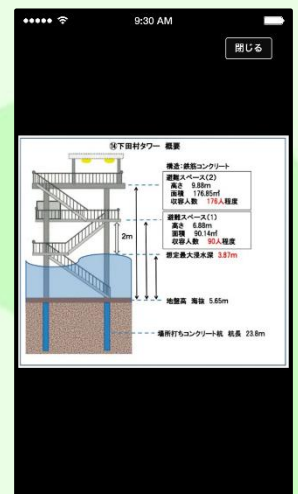 9:30 AM
閉じる
⑭下田村タワー 概要
構造:鉄筋コンクリート
避難スペース(2)
高さ 9.88m
面積 176.85㎡
収容人数 176人程度
避難スペース(1)
高さ 6.88m
面積 90.14㎡
収容人数 90人程度
2m
想定最大浸水深 3.87m
地盤高 海抜 5.65m
場所打ちコンクリート杭 杭長 23.8m